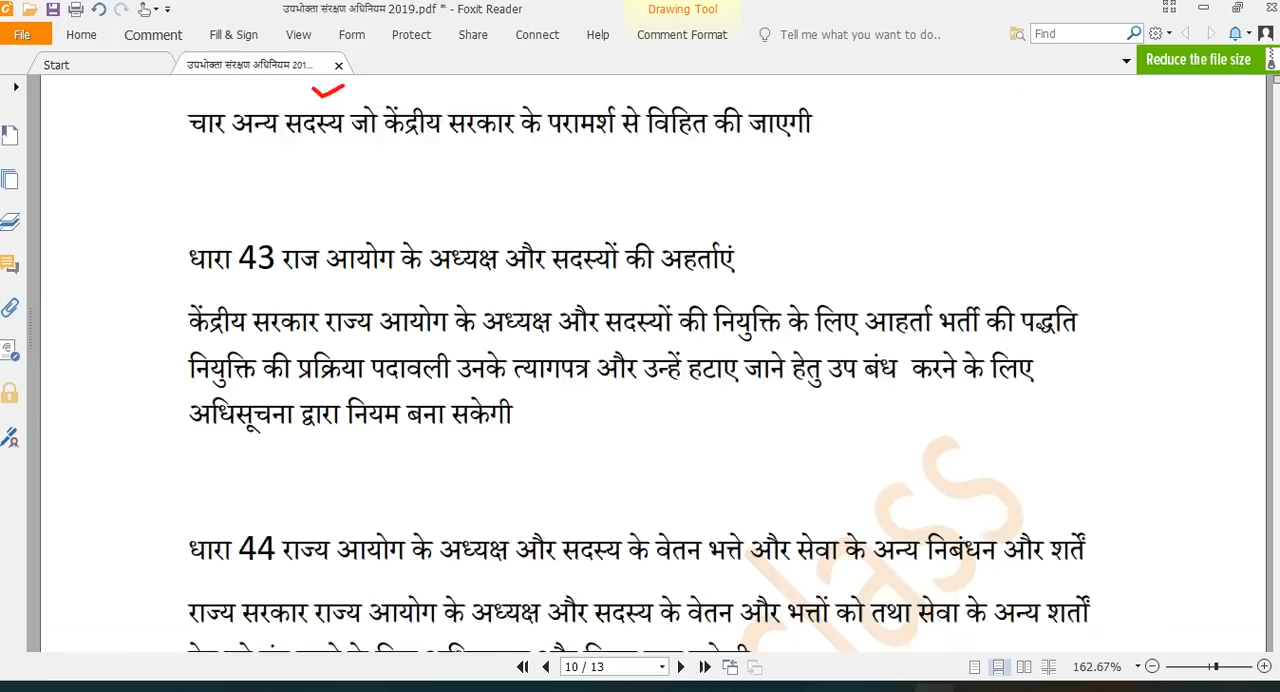 उपभोक्ता संरक्षण अधिनियम 2019.pdf * - Foxit Reader
Drawing Tool
File Home Comment Fill & Sign View Form Protect Share Connect Help Comment Format Tell me what you want to do.. Find
Start उपभोक्ता संरक्षण अधिनियम 201... Reduce the file size
चार अन्य सदस्य जो केंद्रीय सरकार के परामर्श से विहित की जाएगी
धारा 43 राज आयोग के अध्यक्ष और सदस्यों की अहर्ताएं
केंद्रीय सरकार राज्य आयोग के अध्यक्ष और सदस्यों की नियुक्ति के लिए आहर्ता भर्ती की पद्धति
नियुक्ति की प्रक्रिया पदावली उनके त्यागपत्र और उन्हें हटाए जाने हेतु उप बंध करने के लिए
अधिसूचना द्वारा नियम बना सकेगी
धारा 44 राज्य आयोग के अध्यक्ष और सदस्य के वेतन भत्ते और सेवा के अन्य निबंधन और शर्तें
राज्य सरकार राज्य आयोग के अध्यक्ष और सदस्य के वेतन और भत्तों को तथा सेवा के अन्य शर्तों
class
10 / 13
162.67%